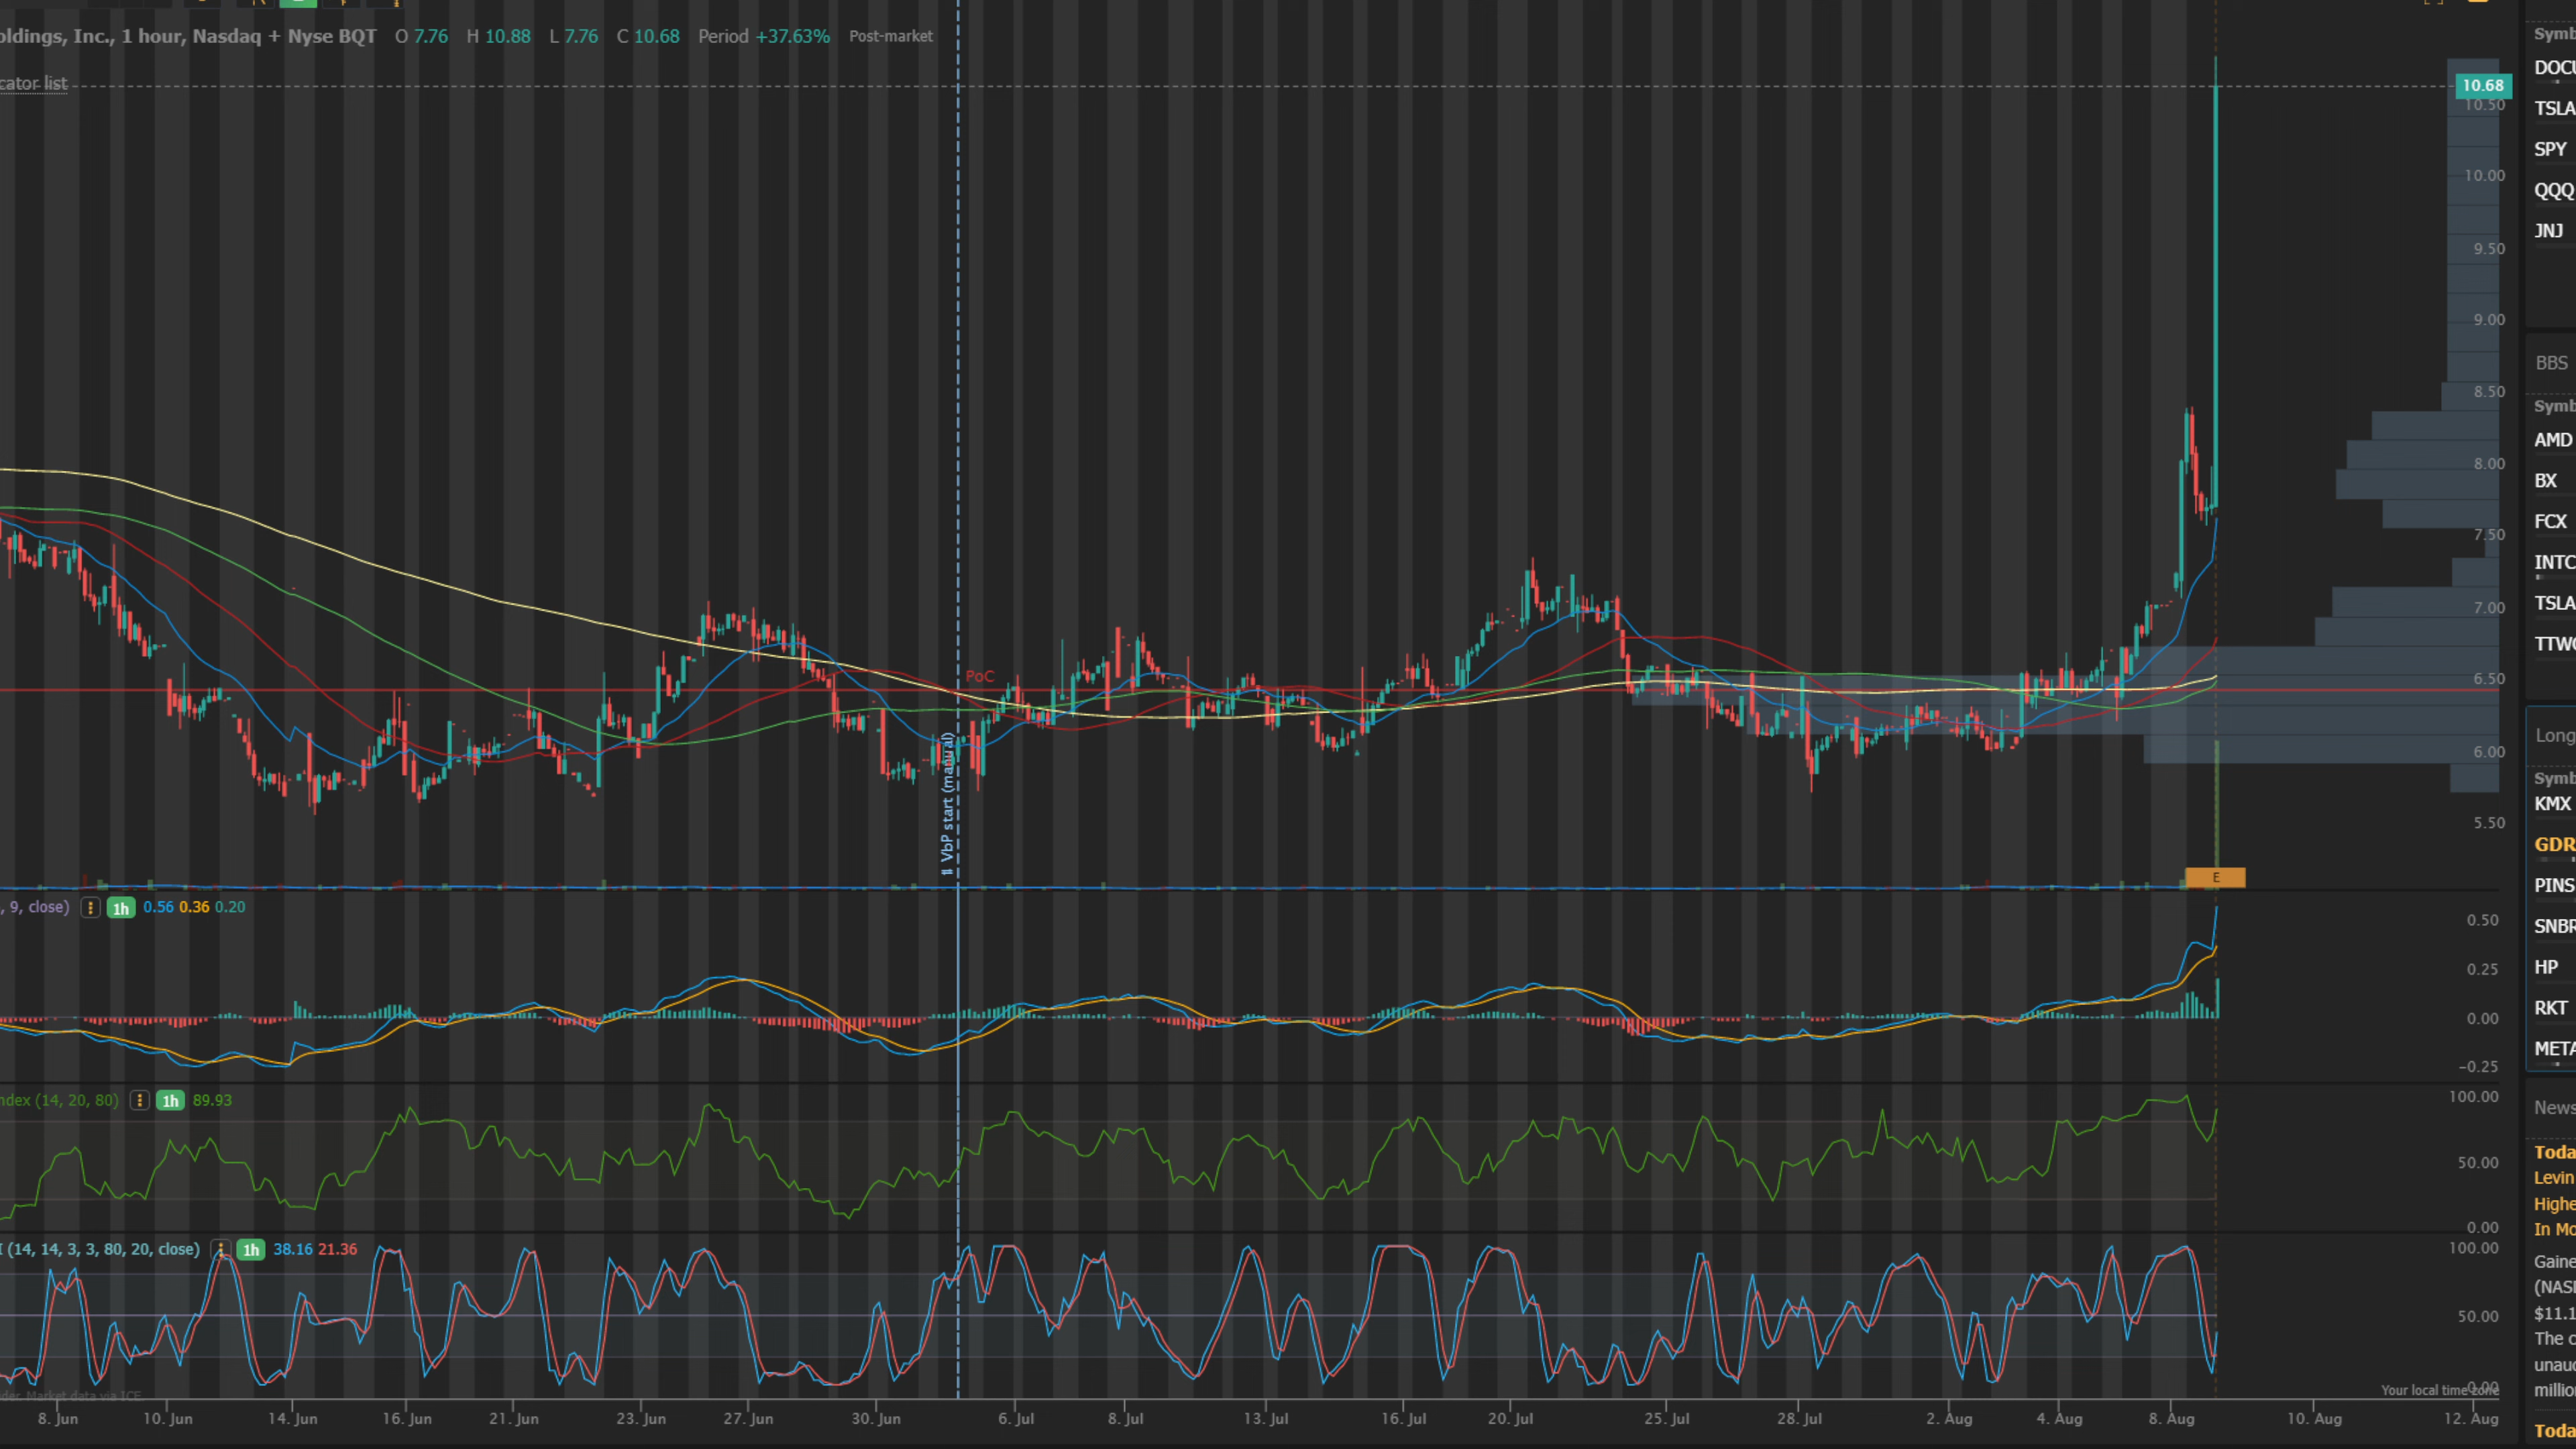 oldings, Inc., 1 hour, Nasdaq + Nyse BQT O 7.76 H 10.88 L 7.76 C 10.68 Period +37.63% Post-market
cator list
10.68
10.50
10.00
9.50
9.00
8.50
8.00
7.50
7.00
6.50
6.00
5.50
PoC
VbP start (manual)
E
, 9, close) 1h 0.56 0.36 0.20
0.50
0.25
0.00
-0.25
ndex (14, 20, 80) 1h 89.93
100.00
50.00
0.00
I (14, 14, 3, 3, 80, 20, close) 1h 38.16 21.36
100.00
50.00
0.00
ider. Market data via ICE
Your local time zone
8. Jun 10. Jun 14. Jun 16. Jun 21. Jun 23. Jun 27. Jun 30. Jun 6. Jul 8. Jul 13. Jul 16. Jul 20. Jul 25. Jul 28. Jul 2. Aug 4. Aug 8. Aug 10. Aug 12. Aug
Symb
DOCU
TSLA
SPY
QQQ
JNJ
BBS
Symb
AMD
BX
FCX
INTC
TSLA
TTWO
Long
Symb
KMX
GDR
PINS
SNBR
HP
RKT
META
News
Toda
Levin
Highe
In Mo
Gaine
(NAS
$11.1
The c
unauc
millio
Toda